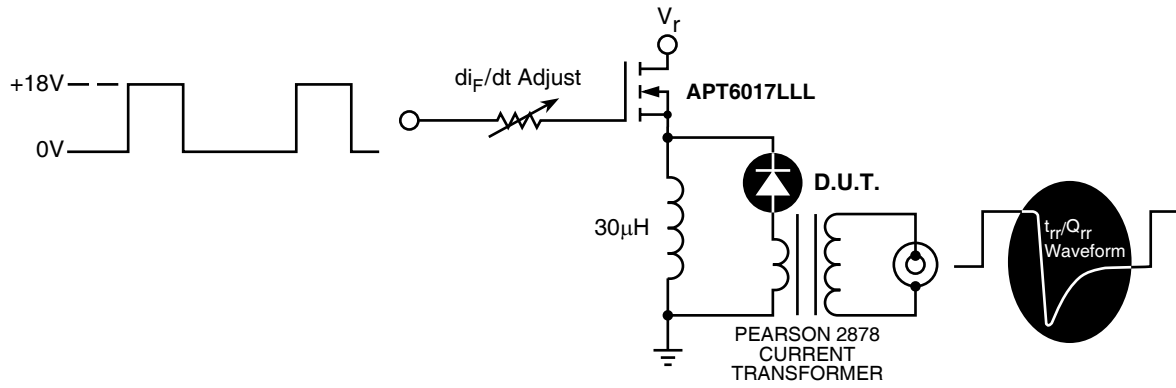 V_r
+18V
di_F/dt Adjust
APT6017LLL
0V
D.U.T.
30μH
t_rr/Q_rr
Waveform
PEARSON 2878
CURRENT
TRANSFORMER